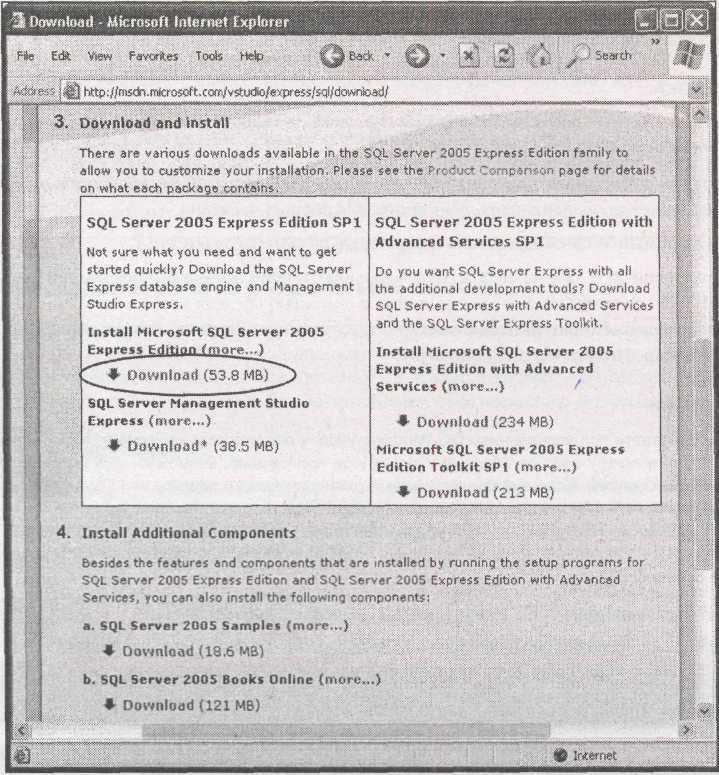 Download - Microsoft Internet Explorer
File Edit View Favorites Tools Help Back Search »
Address http://msdn.microsoft.com/vstudio/express/sql/download/
3. Download and install
There are various downloads available in the SQL Server 2005 Express Edition family to
allow you to customize your installation. Please see the Product Comparison page for details
on what each package contains.
SQL Server 2005 Express Edition SP1
Not sure what you need and want to get
started quickly? Download the SQL Server
Express database engine and Management
Studio Express.
Install Microsoft SQL Server 2005
Express Edition (more...)
Download (53.8 MB)
SQL Server Management Studio
Express (more...)
Download* (38.5 MB)
SQL Server 2005 Express Edition with
Advanced Services SP1
Do you want SQL Server Express with all
the additional development tools? Download
SQL Server Express with Advanced Services
and the SQL Server Express Toolkit.
Install Microsoft SQL Server 2005
Express Edition with Advanced
Services (more...)
Download (234 MB)
Microsoft SQL Server 2005 Express
Edition Toolkit SP1 (more...)
Download (213 MB)
4. Install Additional Components
Besides the features and components that are installed by running the setup programs for
SQL Server 2005 Express Edition and SQL Server 2005 Express Edition with Advanced
Services, you can also install the following components:
a. SQL Server 2005 Samples (more...)
Download (18.6 MB)
b. SQL Server 2005 Books Online (more...)
Download (121 MB)
Internet